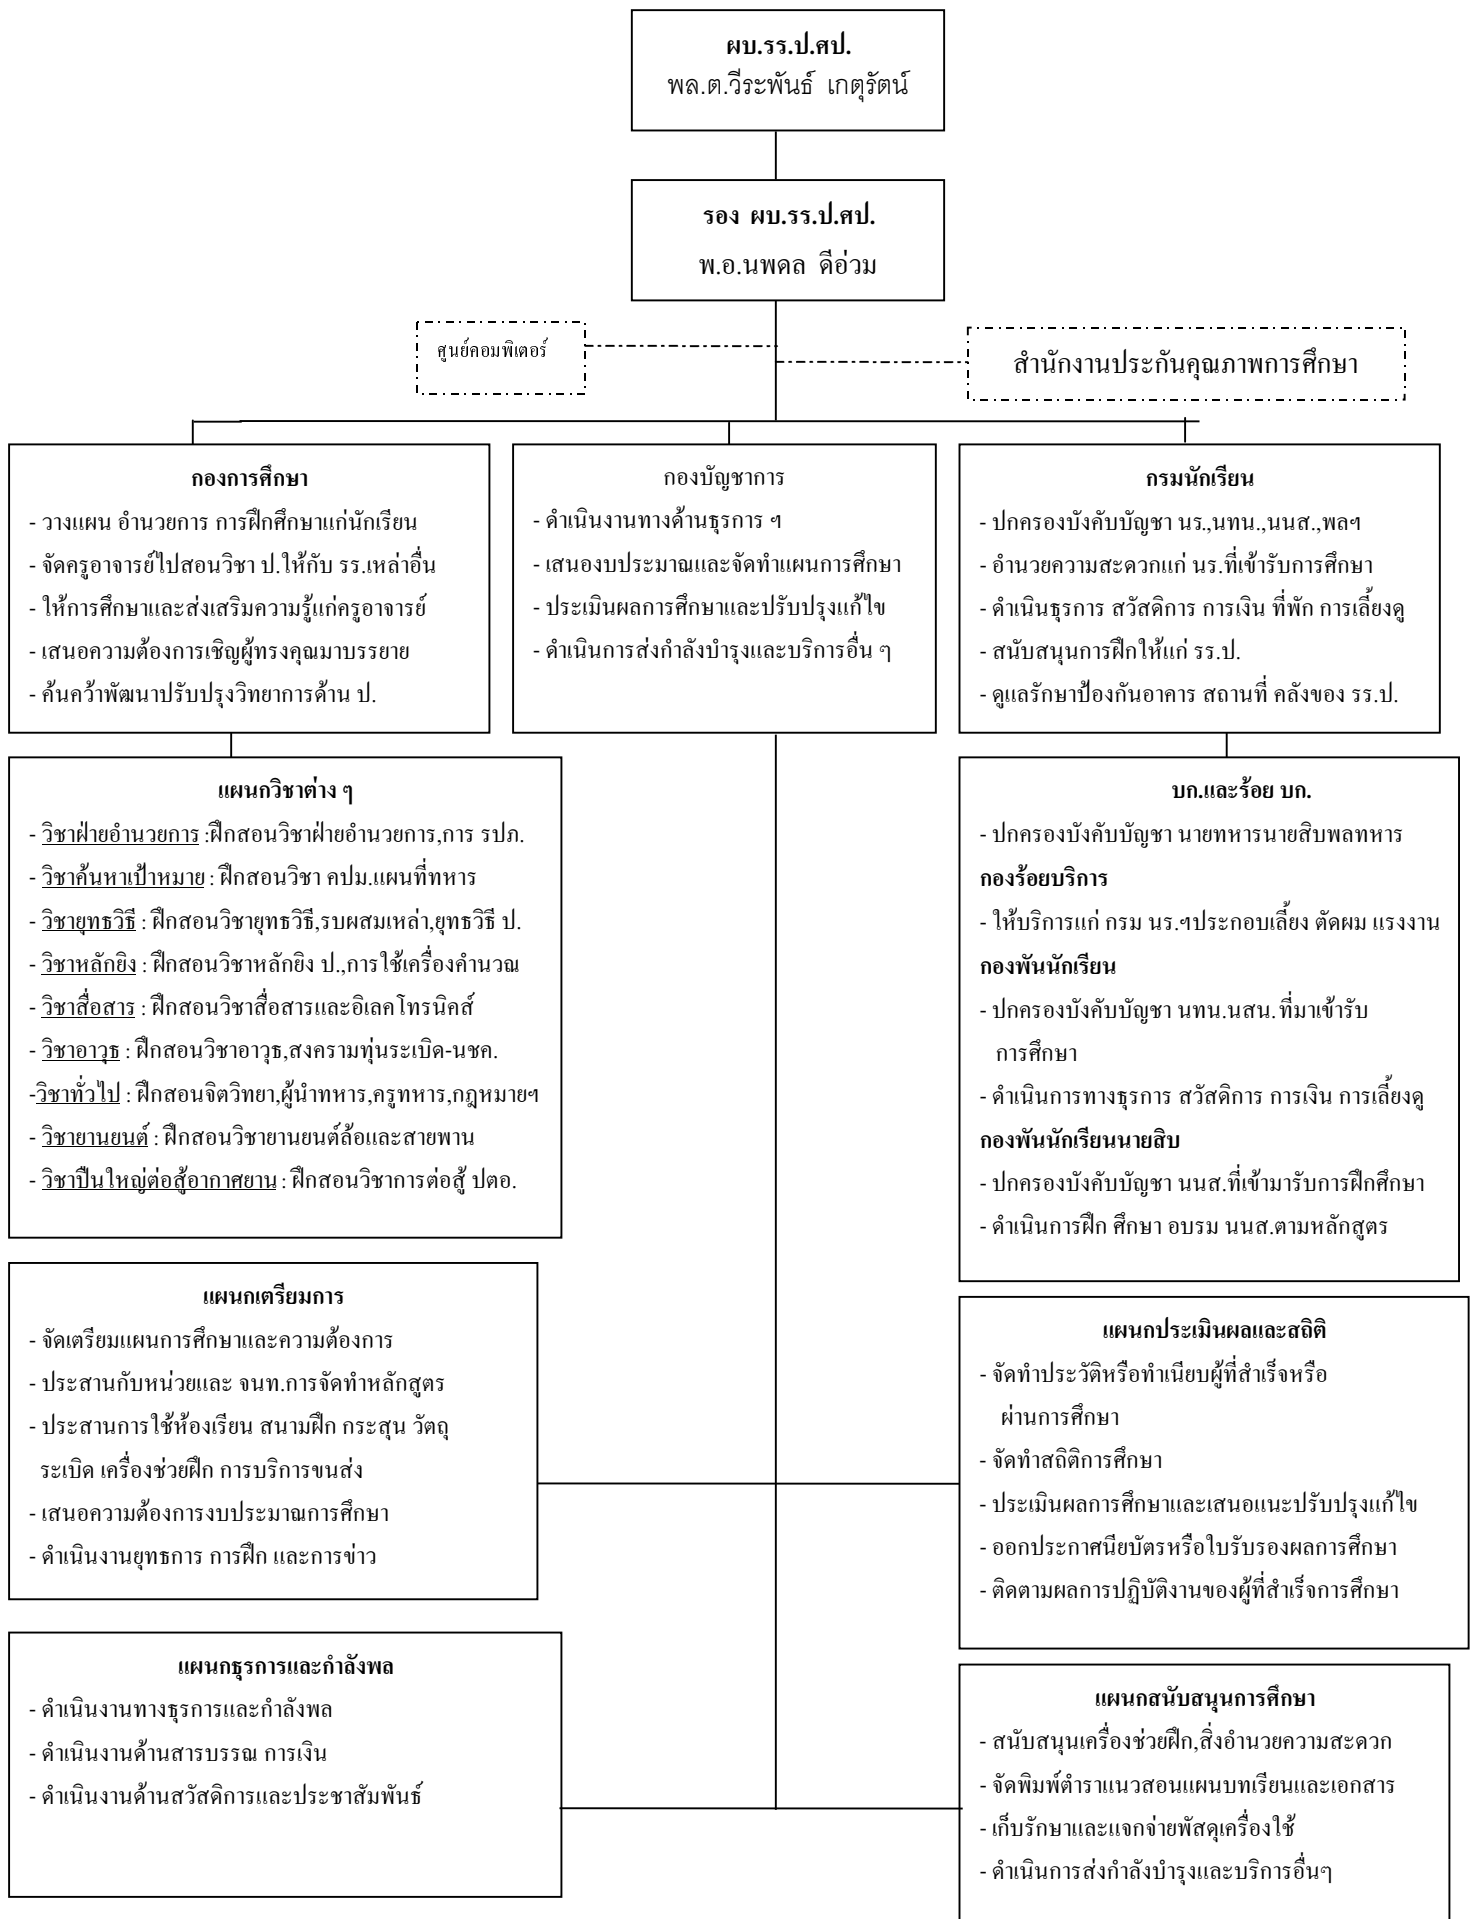 ผบ.รร.ป.ศป.
พล.ต.วีระพันธ์ เกตุรัตน์
รอง ผบ.รร.ป.ศป.
พ.อ.นพดล ดีอ่วม
ศูนย์คอมพิเตอร์
สำนักงานประกันคุณภาพการศึกษา
กองการศึกษา
- วางแผน อำนวยการ การฝึกศึกษาแก่นักเรียน
- จัดครูอาจารย์ไปสอนวิชา ป.ให้กับ รร.เหล่าอื่น
- ให้การศึกษาและส่งเสริมความรู้แก่ครูอาจารย์
- เสนอความต้องการเชิญผู้ทรงคุณมาบรรยาย
- ค้นคว้าพัฒนาปรับปรุงวิทยาการด้าน ป.
กองบัญชาการ
- ดำเนินงานทางด้านธุรการ ฯ
- เสนองบประมาณและจัดทำแผนการศึกษา
- ประเมินผลการศึกษาและปรับปรุงแก้ไข
- ดำเนินการส่งกำลังบำรุงและบริการอื่น ๆ
กรมนักเรียน
- ปกครองบังคับบัญชา นร.,นทน.,นนส.,พลฯ
- อำนวยความสะดวกแก่ นร.ที่เข้ารับการศึกษา
- ดำเนินธุรการ สวัสดิการ การเงิน ที่พัก การเลี้ยงดู
- สนับสนุนการฝึกให้แก่ รร.ป.
- ดูแลรักษาป้องกันอาคาร สถานที่ คลังของ รร.ป.
แผนกวิชาต่าง ๆ
- วิชาฝ่ายอำนวยการ :ฝึกสอนวิชาฝ่ายอำนวยการ,การ รปภ.
- วิชาค้นหาเป้าหมาย : ฝึกสอนวิชา คปม.แผนที่ทหาร
- วิชายุทธวิธี : ฝึกสอนวิชายุทธวิธี,รบผสมเหล่า,ยุทธวิธี ป.
- วิชาหลักยิง : ฝึกสอนวิชาหลักยิง ป.,การใช้เครื่องคำนวณ
- วิชาสื่อสาร : ฝึกสอนวิชาสื่อสารและอิเลคโทรนิคส์
- วิชาอาวุธ : ฝึกสอนวิชาอาวุธ,สงครามทุ่นระเบิด-นชค.
-วิชาทั่วไป : ฝึกสอนจิตวิทยา,ผู้นำทหาร,ครูทหาร,กฎหมายฯ
- วิชายานยนต์ : ฝึกสอนวิชายานยนต์ล้อและสายพาน
- วิชาปืนใหญ่ต่อสู้อากาศยาน : ฝึกสอนวิชาการต่อสู้ ปตอ.
บก.และร้อย บก.
- ปกครองบังคับบัญชา นายทหารนายสิบพลทหาร
กองร้อยบริการ
- ให้บริการแก่ กรม นร.ฯประกอบเลี้ยง ตัดผม แรงงาน
กองพันนักเรียน
- ปกครองบังคับบัญชา นทน.นสน. ที่มาเข้ารับ
การศึกษา
- ดำเนินการทางธุรการ สวัสดิการ การเงิน การเลี้ยงดู
กองพันนักเรียนนายสิบ
- ปกครองบังคับบัญชา นนส.ที่เข้ามารับการฝึกศึกษา
- ดำเนินการฝึก ศึกษา อบรม นนส.ตามหลักสูตร
แผนกเตรียมการ
- จัดเตรียมแผนการศึกษาและความต้องการ
- ประสานกับหน่วยและ จนท.การจัดทำหลักสูตร
- ประสานการใช้ห้องเรียน สนามฝึก กระสุน วัตถุ
ระเบิด เครื่องช่วยฝึก การบริการขนส่ง
- เสนอความต้องการงบประมาณการศึกษา
- ดำเนินงานยุทธการ การฝึก และการข่าว
แผนกประเมินผลและสถิติ
- จัดทำประวัติหรือทำเนียบผู้ที่สำเร็จหรือ
ผ่านการศึกษา
- จัดทำสถิติการศึกษา
- ประเมินผลการศึกษาและเสนอแนะปรับปรุงแก้ไข
- ออกประกาศนียบัตรหรือใบรับรองผลการศึกษา
- ติดตามผลการปฏิบัติงานของผู้ที่สำเร็จการศึกษา
แผนกธุรการและกำลังพล
- ดำเนินงานทางธุรการและกำลังพล
- ดำเนินงานด้านสารบรรณ การเงิน
- ดำเนินงานด้านสวัสดิการและประชาสัมพันธ์
แผนกสนับสนุนการศึกษา
- สนับสนุนเครื่องช่วยฝึก,สิ่งอำนวยความสะดวก
- จัดพิมพ์ตำราแนวสอนแผนบทเรียนและเอกสาร
- เก็บรักษาและแจกจ่ายพัสดุเครื่องใช้
- ดำเนินการส่งกำลังบำรุงและบริการอื่นๆ